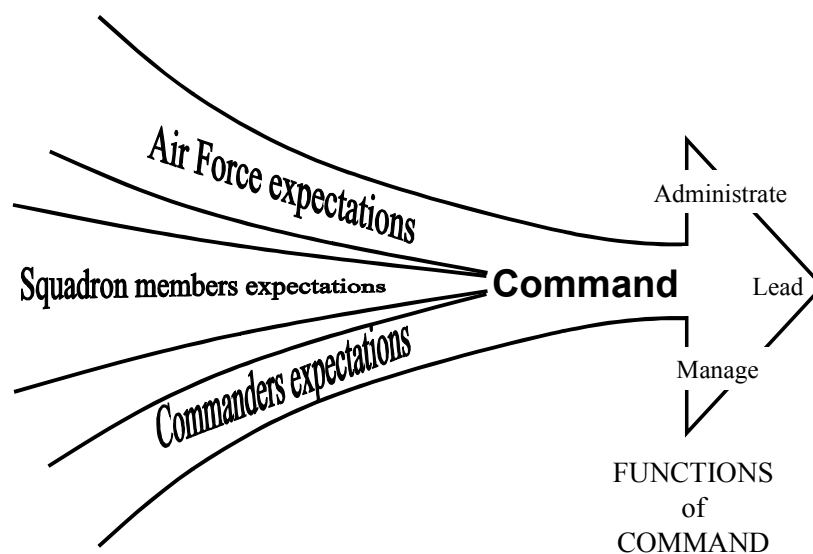 Air Force expectations
Squadron members expectations
Commanders expectations
Command
Administrate
Lead
Manage
FUNCTIONS
of
COMMAND